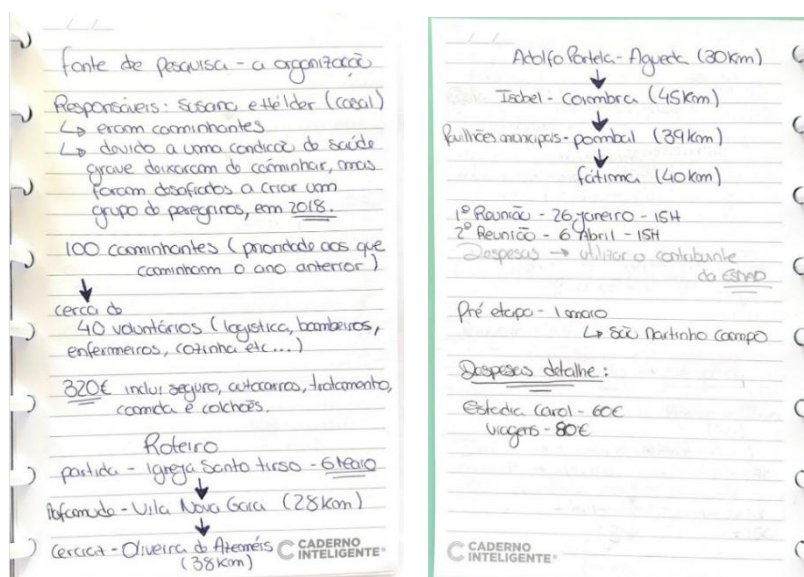 fonte de pesquisa - a organização
Responsáveis: Susana e Hélder (casal)
↳ eram caminhantes
↳ devido a uma condição de saúde
grave deixaram de caminhar, mas
foram desafiados a criar um
grupo de peregrinos, em 2018.
100 caminhantes (prioridade aos que
caminham o ano anterior)
↓
cerca de
40 voluntários (logística, bombeiros,
enfermeiros, cozinha etc...)
320€ inclui seguro, autocarros, tratamento,
comida e colchões.
Roteiro
partida - Igreja Santo tirso - 6 Maio
↓
- Vila Nova Gaia (28Km)
↓
Cerciaz - Oliveira de Azeméis
(38Km)
CADERNO
INTELIGENTE®
Adolfo Portela - Águeda (30Km)
↓
Isabel - Coimbra (45Km)
↓
Pavilhões municipais - pombal (39Km)
↓
fátima (40Km)
1º Reunião - 26 janeiro - 15H
2º Reunião - 6 Abril - 15H
Despesas → utilizar o contribuinte
da ESMAD
Pré etapa - 1 maio
↳ São Martinho Campo
Despesas detalhe:
Estadia Carol - 60€
Viagens - 80€
CADERNO
INTELIGENTE®